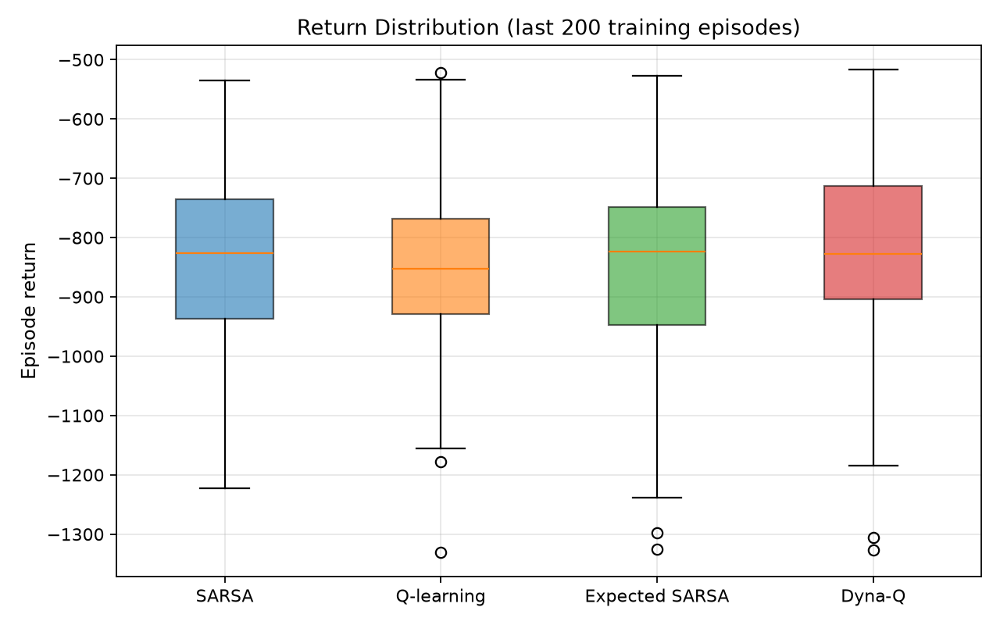 Return Distribution (last 200 training episodes)
Episode return
−500
−600
−700
−800
−900
−1000
−1100
−1200
−1300
SARSA
Q-learning
Expected SARSA
Dyna-Q